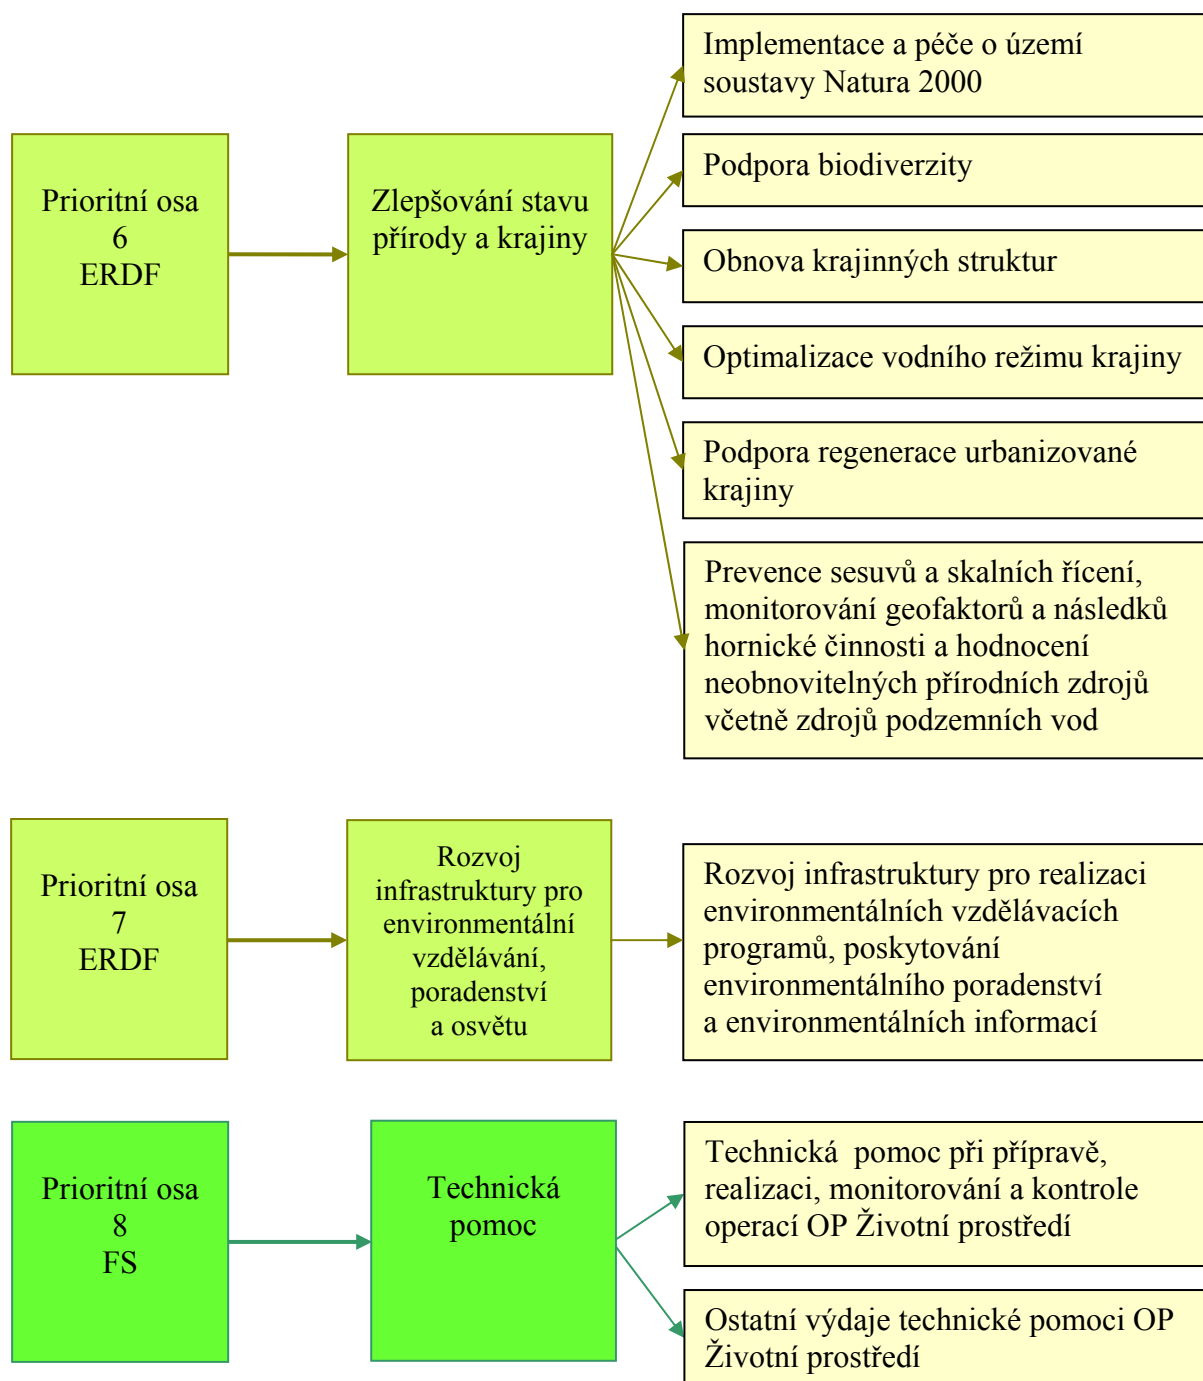 Prioritní osa
6
ERDF
Zlepšování stavu
přírody a krajiny
Implementace a péče o území
soustavy Natura 2000
Podpora biodiverzity
Obnova krajinných struktur
Optimalizace vodního režimu krajiny
Podpora regenerace urbanizované
krajiny
Prevence sesuvů a skalních řícení,
monitorování geofaktorů a následků
hornické činnosti a hodnocení
neobnovitelných přírodních zdrojů
včetně zdrojů podzemních vod
Prioritní osa
7
ERDF
Rozvoj
infrastruktury pro
environmentální
vzdělávání,
poradenství
a osvětu
Rozvoj infrastruktury pro realizaci
environmentálních vzdělávacích
programů, poskytování
environmentálního poradenství
a environmentálních informací
Prioritní osa
8
FS
Technická
pomoc
Technická  pomoc při přípravě,
realizaci, monitorování a kontrole
operací OP Životní prostředí
Ostatní výdaje technické pomoci OP
Životní prostředí